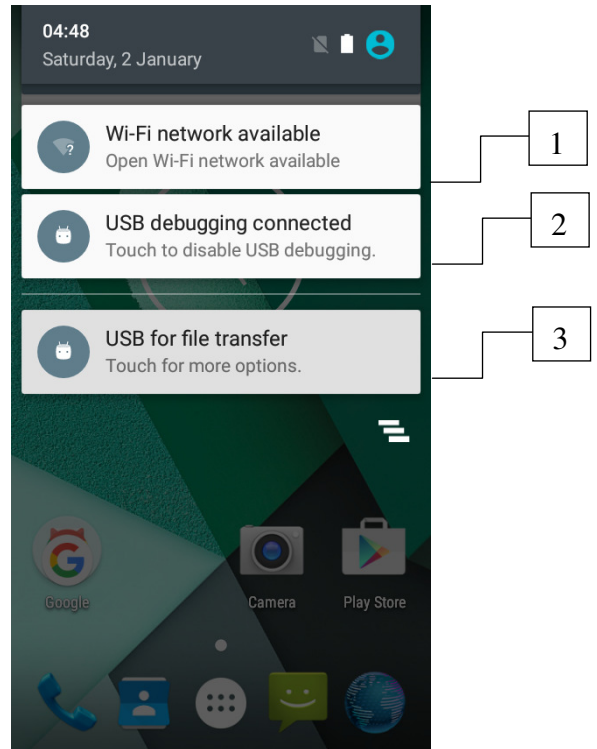 04:48
Saturday, 2 January
Wi-Fi network available
Open Wi-Fi network available
1
USB debugging connected
Touch to disable USB debugging.
2
USB for file transfer
Touch for more options.
3
Google
Camera
Play Store